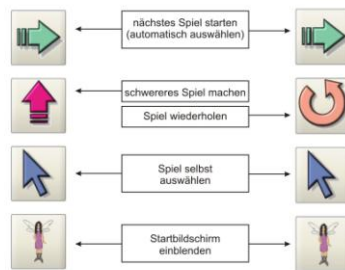 nächstes Spiel starten
(automatisch auswählen)
schwereres Spiel machen
Spiel wiederholen
Spiel selbst
auswählen
Startbildschirm
einblenden